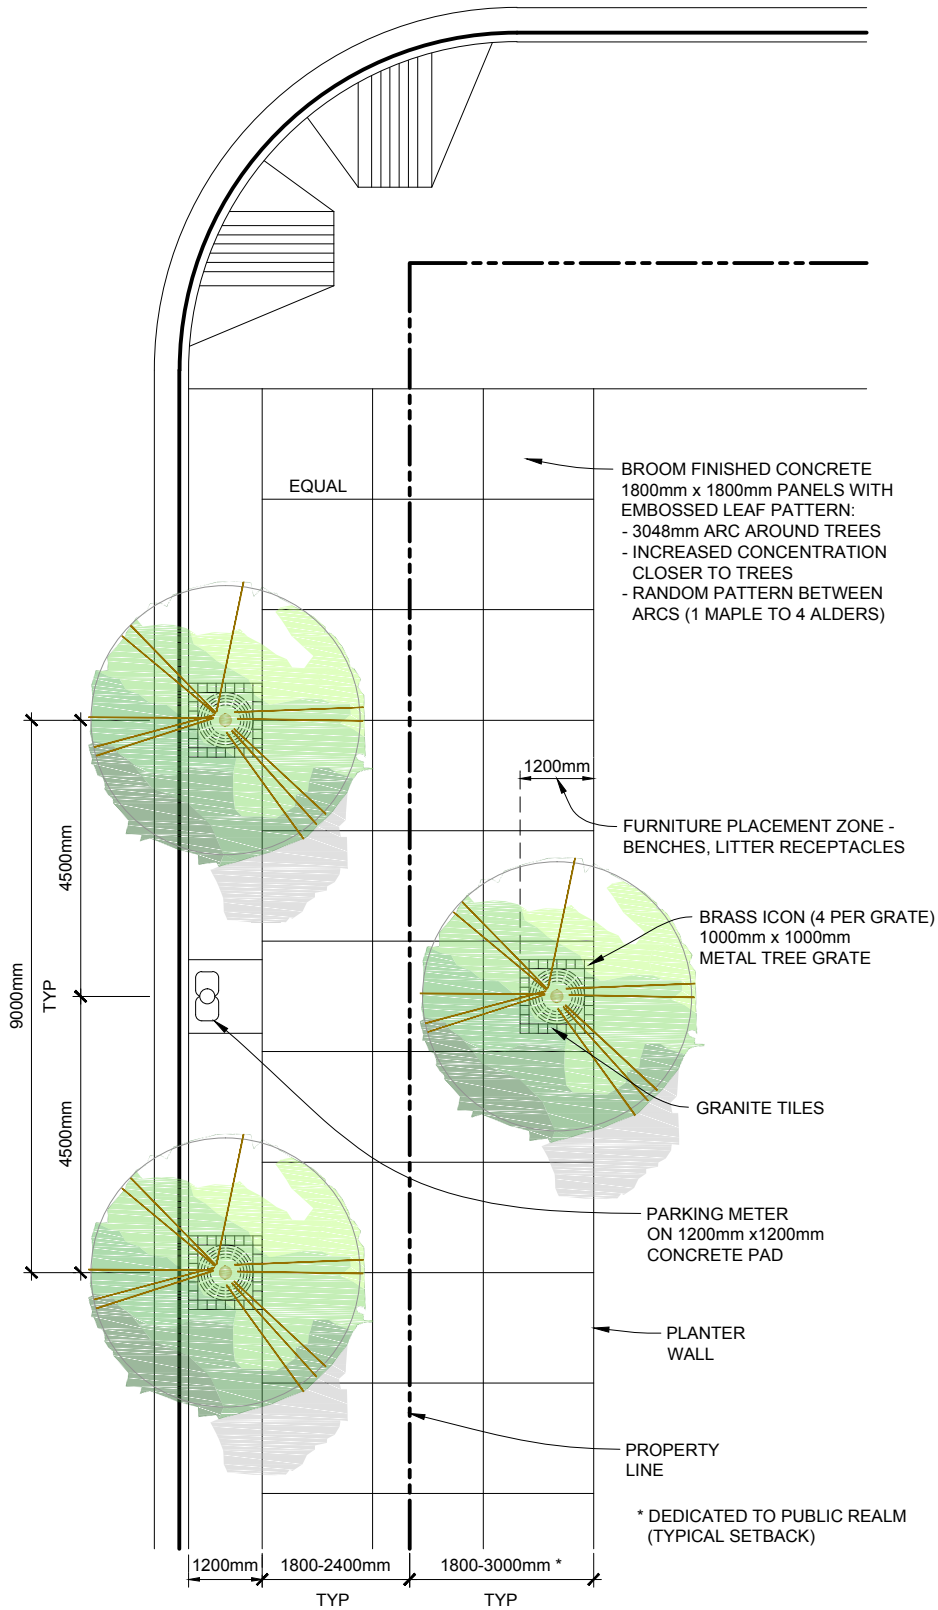 EQUAL
BROOM FINISHED CONCRETE
1800mm x 1800mm PANELS WITH
EMBOSSED LEAF PATTERN:
- 3048mm ARC AROUND TREES
- INCREASED CONCENTRATION
CLOSER TO TREES
- RANDOM PATTERN BETWEEN
ARCS (1 MAPLE TO 4 ALDERS)
1200mm
FURNITURE PLACEMENT ZONE -
BENCHES, LITTER RECEPTACLES
BRASS ICON (4 PER GRATE)
1000mm x 1000mm
METAL TREE GRATE
4500mm
9000mm
TYP
4500mm
GRANITE TILES
PARKING METER
ON 1200mm x1200mm
CONCRETE PAD
PLANTER
WALL
PROPERTY
LINE
* DEDICATED TO PUBLIC REALM
(TYPICAL SETBACK)
1200mm
1800-2400mm
TYP
1800-3000mm *
TYP